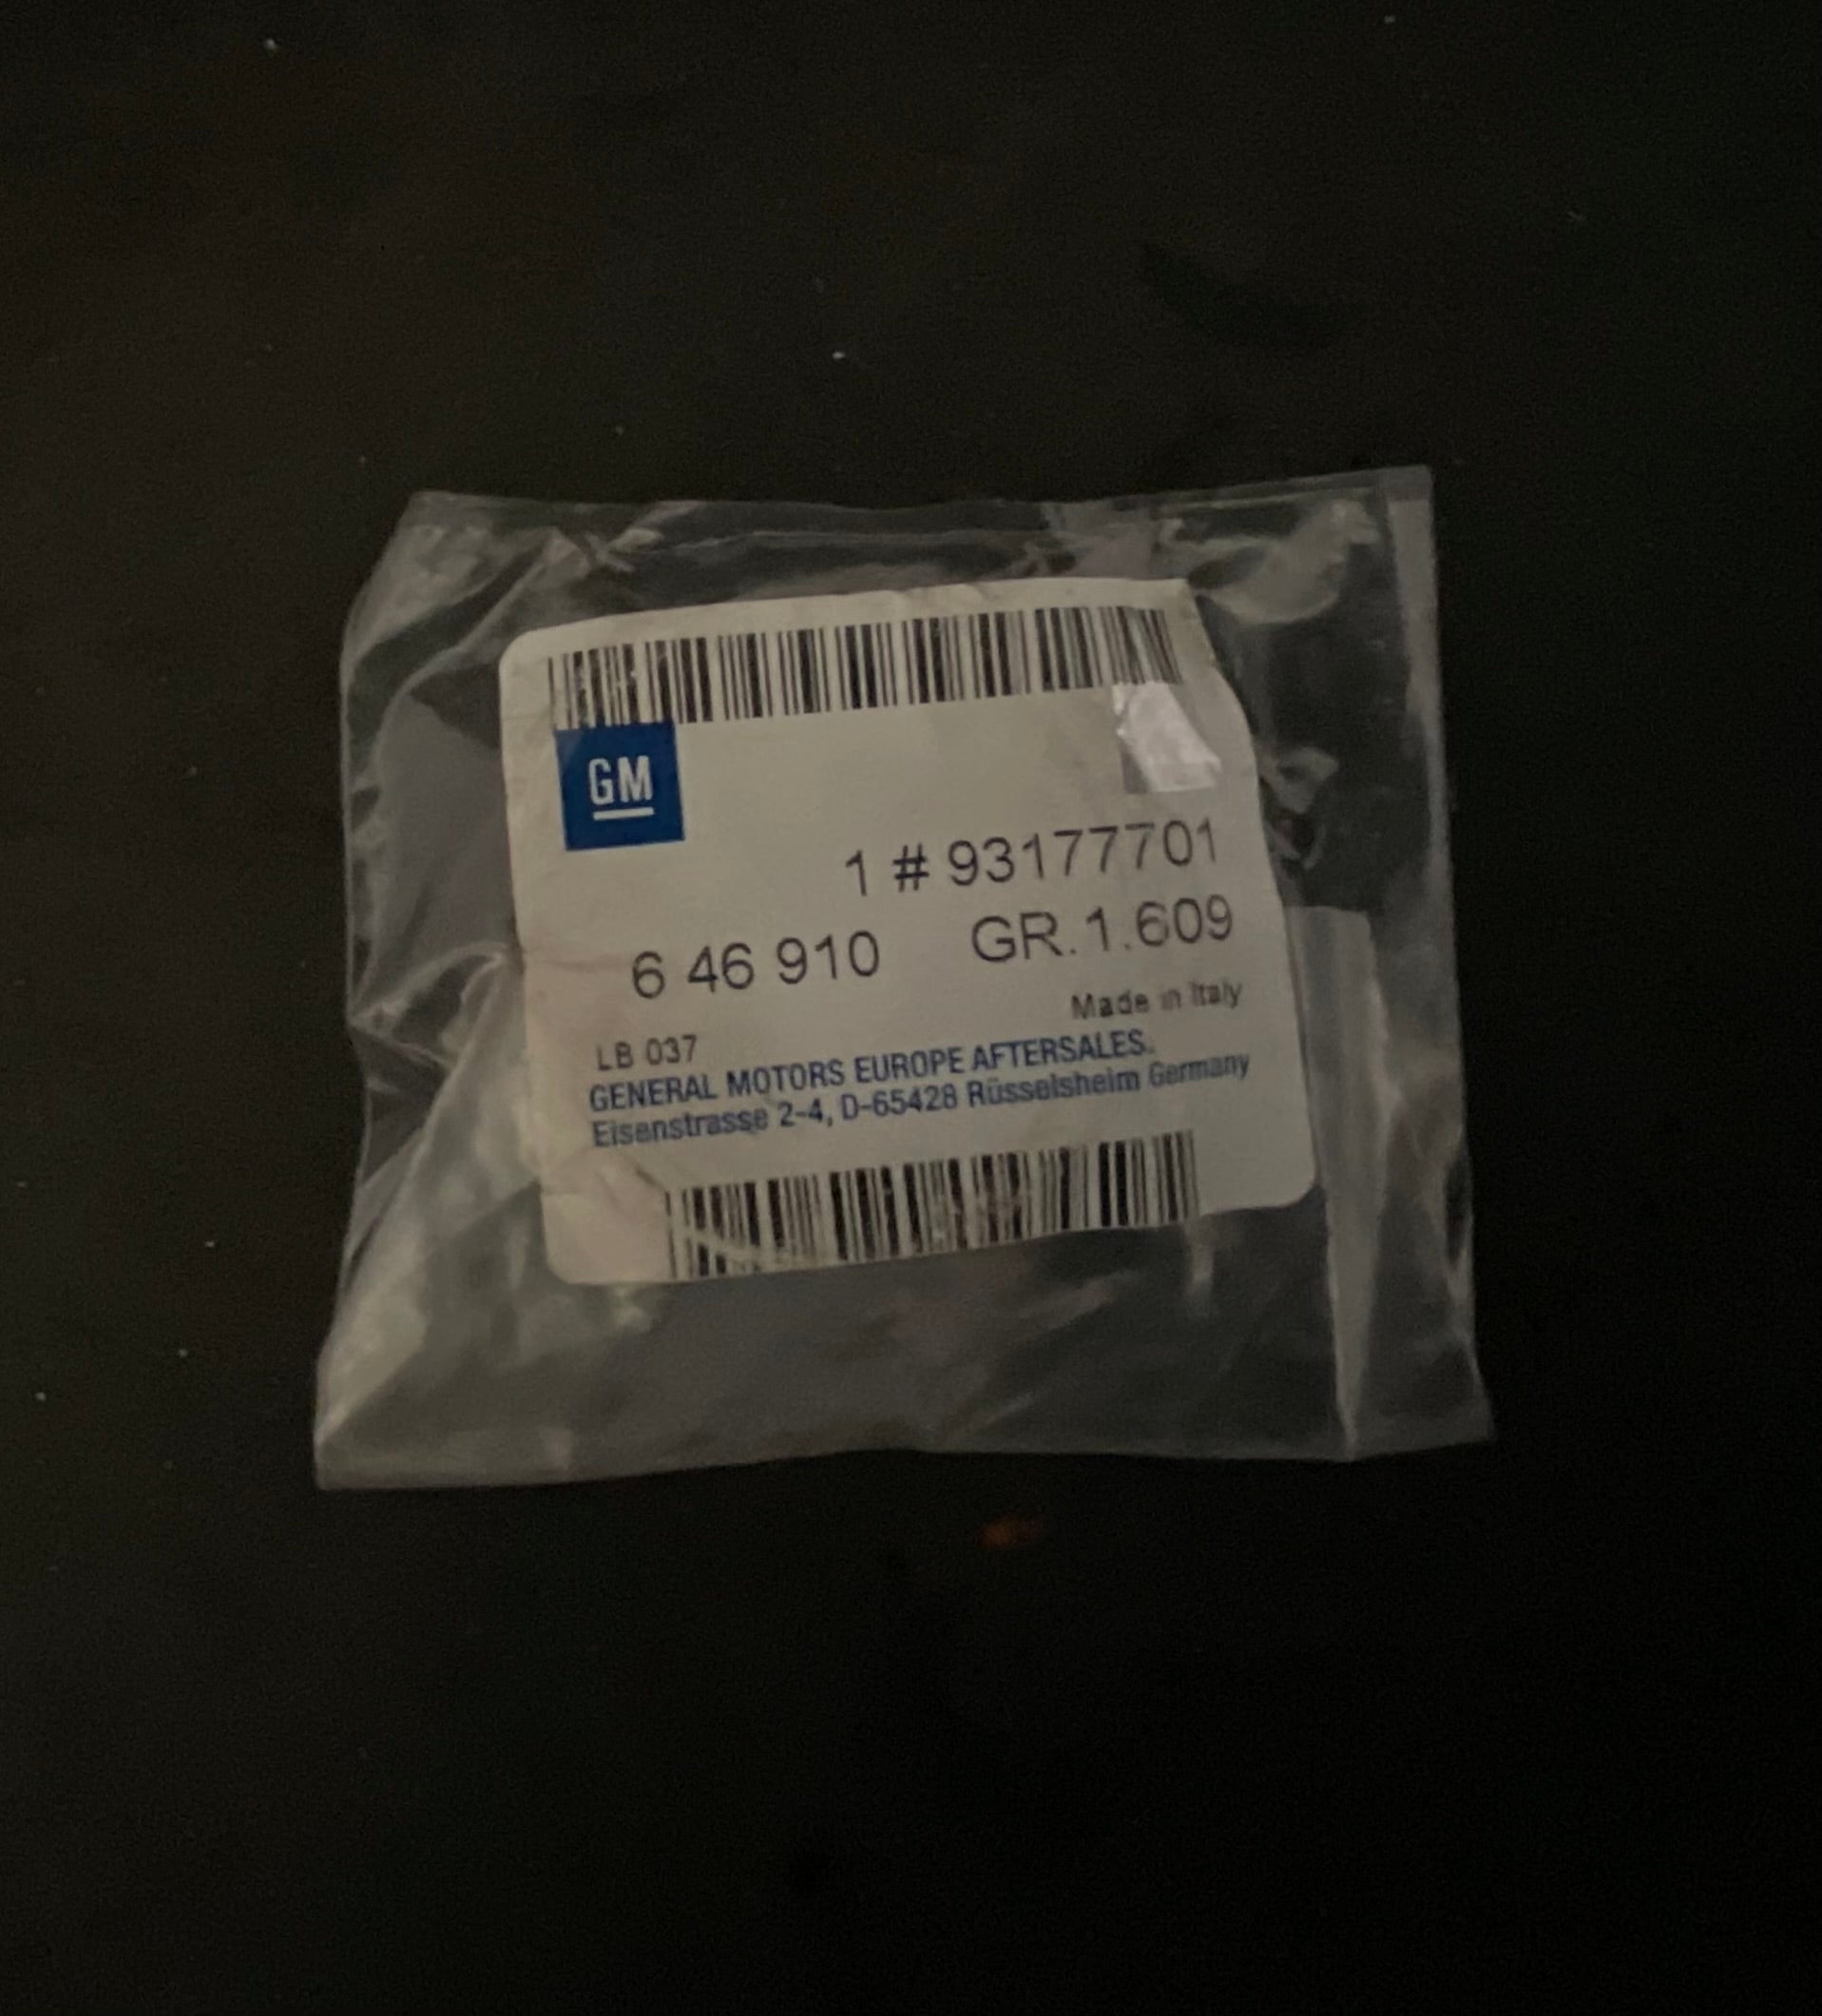 GM
1 # 93177701
6 46 910 GR.1.609
Made in Italy
LB 037
GENERAL MOTORS EUROPE AFTERSALES.
Eisenstrasse 2-4, D-65428 Rüsselsheim Germany